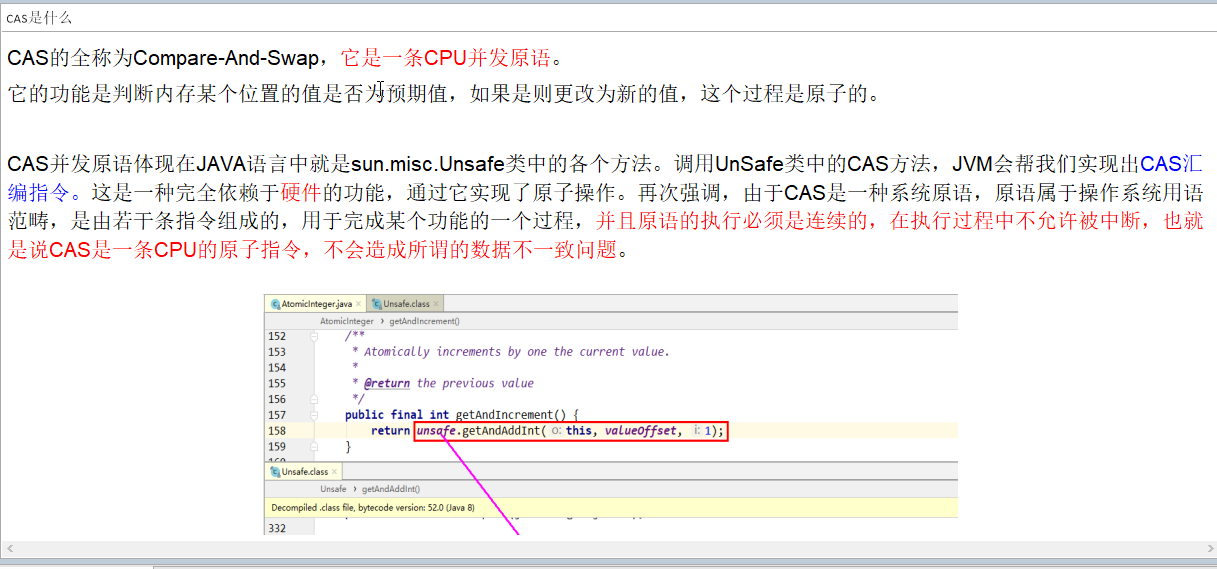 CAS是什么
CAS的全称为Compare-And-Swap，它是一条CPU并发原语。
它的功能是判断内存某个位置的值是否为预期值，如果是则更改为新的值，这个过程是原子的。
CAS并发原语体现在JAVA语言中就是sun.misc.Unsafe类中的各个方法。调用UnSafe类中的CAS方法，JVM会帮我们实现出CAS汇
编指令。这是一种完全依赖于硬件的功能，通过它实现了原子操作。再次强调，由于CAS是一种系统原语，原语属于操作系统用语
范畴，是由若干条指令组成的，用于完成某个功能的一个过程，并且原语的执行必须是连续的，在执行过程中不允许被中断，也就
是说CAS是一条CPU的原子指令，不会造成所谓的数据不一致问题。
AtomicInteger.java × Unsafe.class ×
AtomicInteger › getAndIncrement()
152 /**
153 * Atomically increments by one the current value.
154 *
155 * @return the previous value
156 */
157 public final int getAndIncrement() {
158 return unsafe.getAndAddInt( o: this, valueOffset, i: 1);
159 }
Unsafe.class ×
Unsafe › getAndAddInt()
Decompiled .class file, bytecode version: 52.0 (Java 8)
332